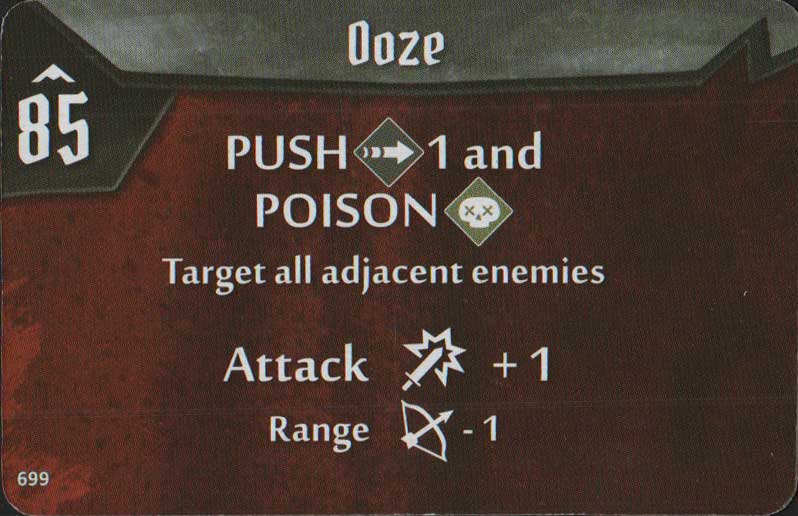 Ooze
85
PUSH 1 and
POISON
Target all adjacent enemies
Attack + 1
Range - 1
699